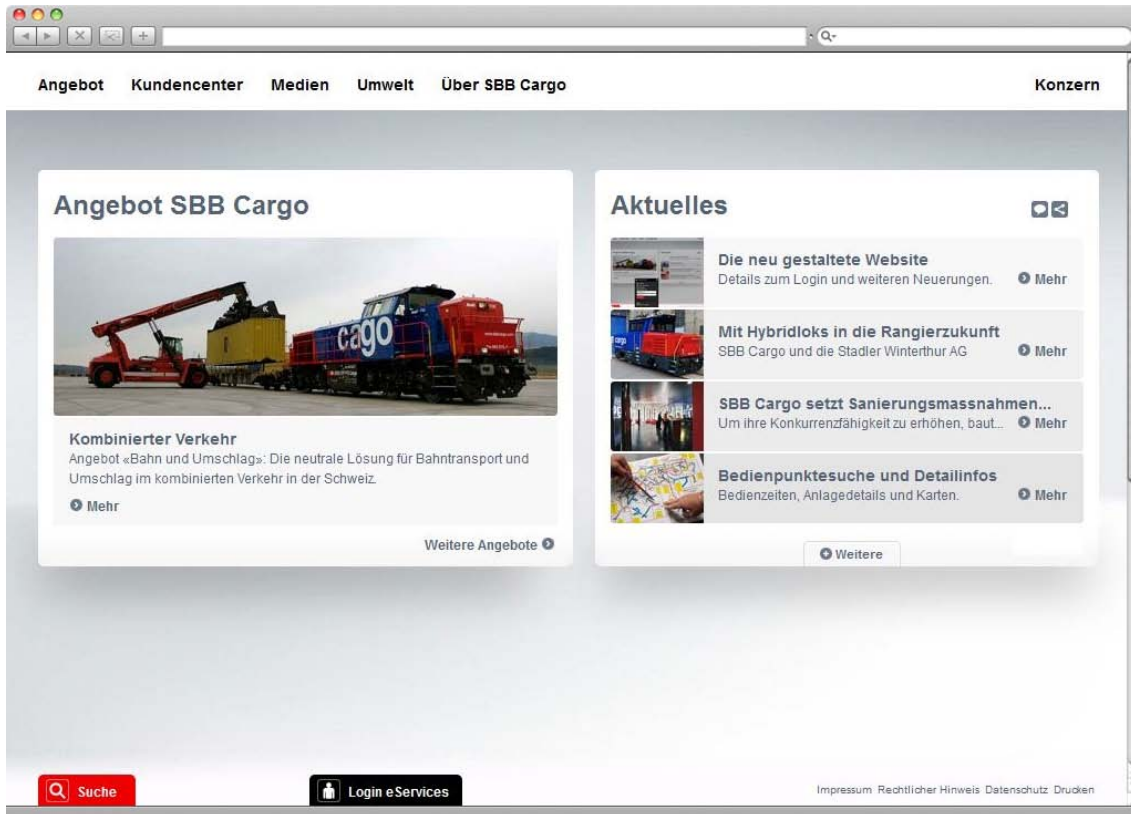 Angebot Kundencenter Medien Umwelt Über SBB Cargo Konzern
Angebot SBB Cargo
cargo
Kombinierter Verkehr
Angebot «Bahn und Umschlag»: Die neutrale Lösung für Bahntransport und
Umschlag im kombinierten Verkehr in der Schweiz.
Mehr
Weitere Angebote
Aktuelles
Die neu gestaltete Website
Details zum Login und weiteren Neuerungen. Mehr
Mit Hybridloks in die Rangierzukunft
SBB Cargo und die Stadler Winterthur AG Mehr
SBB Cargo setzt Sanierungsmassnahmen...
Um ihre Konkurrenzfähigkeit zu erhöhen, baut... Mehr
Bedienpunktesuche und Detailinfos
Bedienzeiten, Anlagedetails und Karten. Mehr
Weitere
Suche
Login eServices
Impressum Rechtlicher Hinweis Datenschutz Drucken